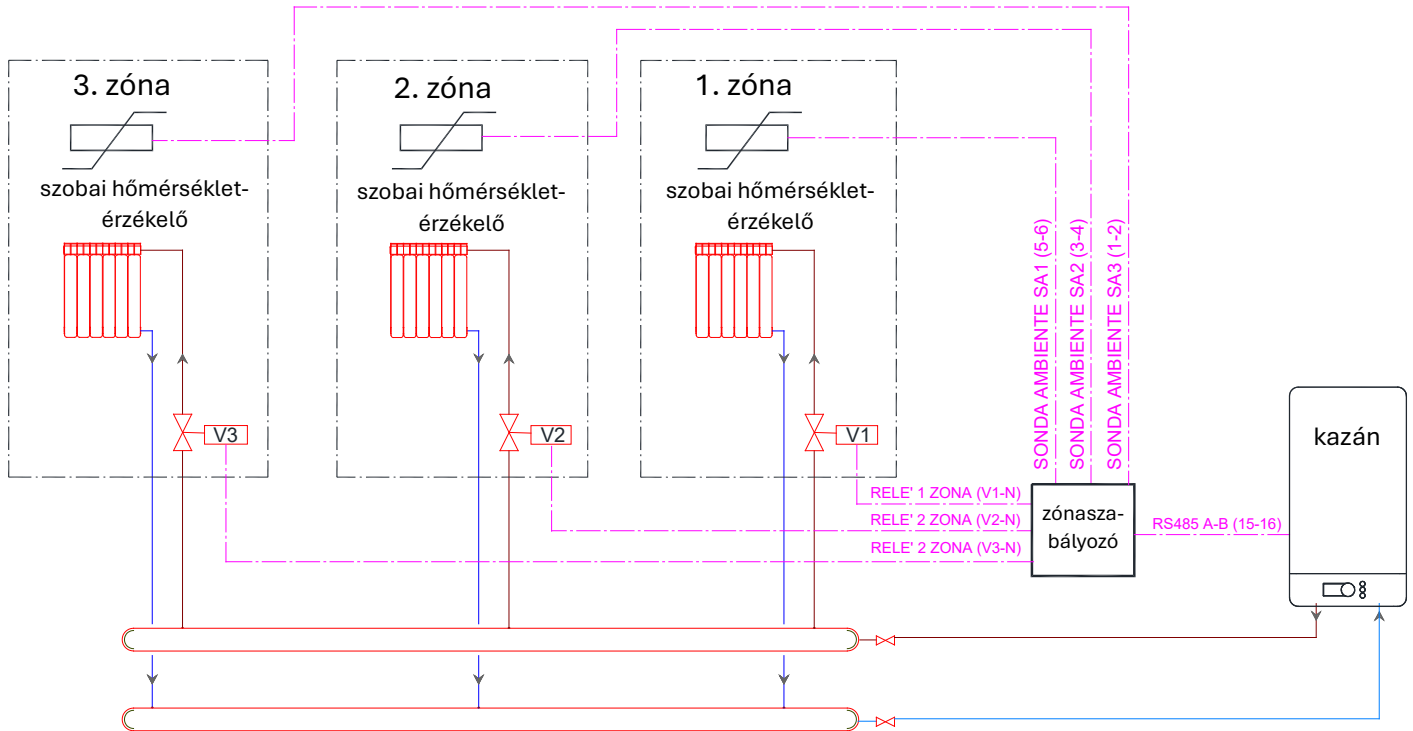 3. zóna
szobai hőmérséklet-
érzékelő
V3
2. zóna
szobai hőmérséklet-
érzékelő
V2
1. zóna
szobai hőmérséklet-
érzékelő
V1
SONDA AMBIENTE SA1 (5-6)
SONDA AMBIENTE SA2 (3-4)
SONDA AMBIENTE SA3 (1-2)
RELE' 1 ZONA (V1-N)
RELE' 2 ZONA (V2-N)
RELE' 2 ZONA (V3-N)
zónasza-
bályozó
RS485 A-B (15-16)
kazán